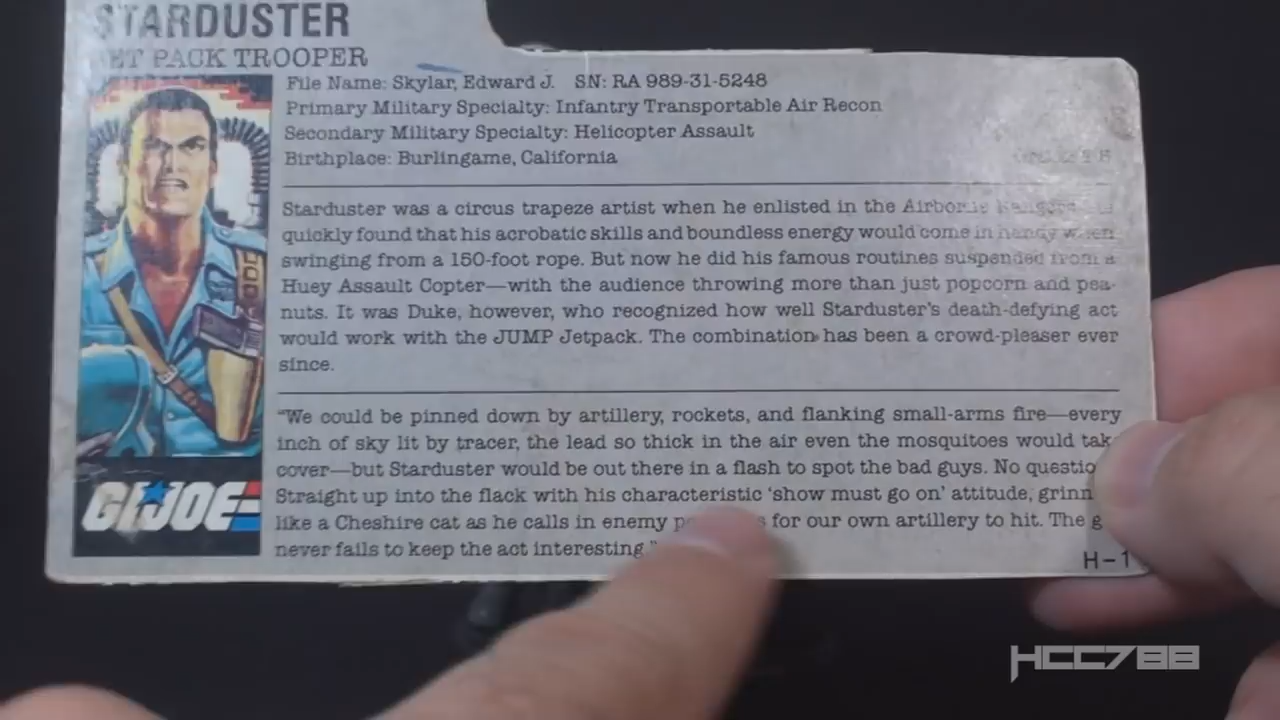 STARDUSTER
JET PACK TROOPER
File Name: Skylar, Edward J. SN: RA 989-31-5248
Primary Military Specialty: Infantry Transportable Air Recon
Secondary Military Specialty: Helicopter Assault
Birthplace: Burlingame, California
Starduster was a circus trapeze artist when he enlisted in the Airborne
quickly found that his acrobatic skills and boundless energy would come in handy when
swinging from a 150-foot rope. But now he did his famous routines suspended from a
Huey Assault Copter—with the audience throwing more than just popcorn and pea-
nuts. It was Duke, however, who recognized how well Starduster's death-defying act
would work with the JUMP Jetpack. The combination has been a crowd-pleaser ever
since.
"We could be pinned down by artillery, rockets, and flanking small-arms fire—every
inch of sky lit by tracer, the lead so thick in the air even the mosquitoes would tak
cover—but Starduster would be out there in a flash to spot the bad guys. No questio
Straight up into the flack with his characteristic 'show must go on' attitude, grinn
like a Cheshire cat as he calls in enemy for our own artillery to hit. The g
never fails to keep the act interesting."
GI JOE
H-1
HCC788